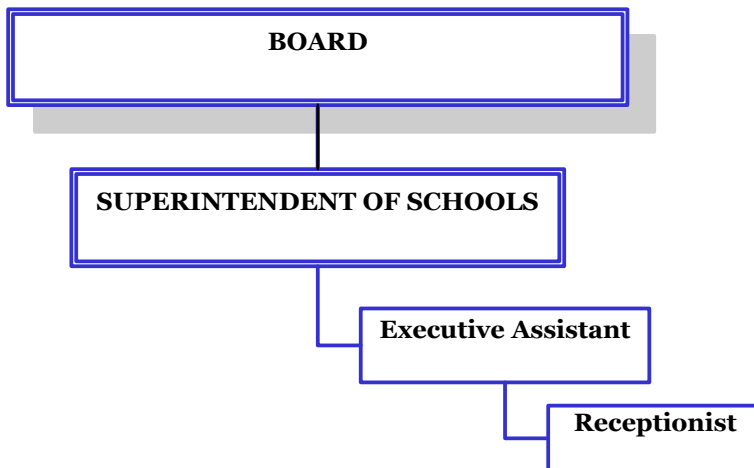 BOARD
SUPERINTENDENT OF SCHOOLS
Executive Assistant
Receptionist